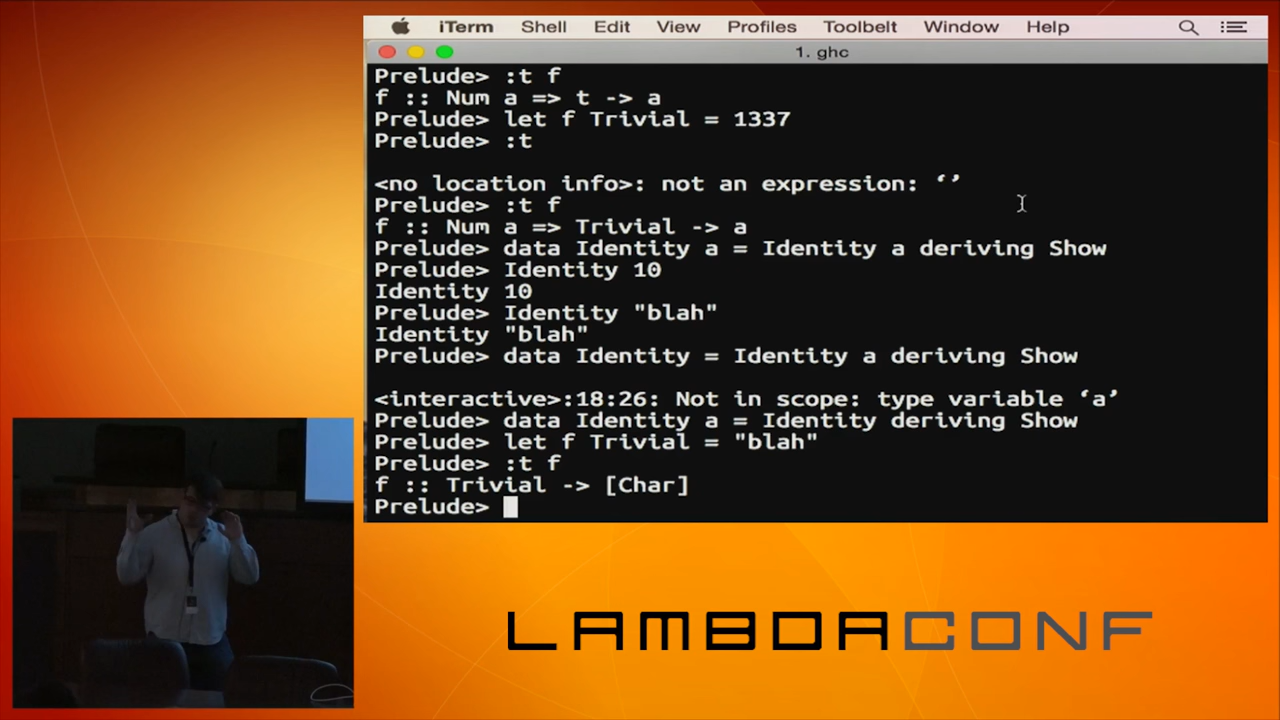 iTerm Shell Edit View Profiles Toolbelt Window Help
1. ghc
Prelude> :t f
f :: Num a => t -> a
Prelude> let f Trivial = 1337
Prelude> :t
<no location info>: not an expression: ‘’
Prelude> :t f
f :: Num a => Trivial -> a
Prelude> data Identity a = Identity a deriving Show
Prelude> Identity 10
Identity 10
Prelude> Identity "blah"
Identity "blah"
Prelude> data Identity = Identity a deriving Show
<interactive>:18:26: Not in scope: type variable ‘a’
Prelude> data Identity a = Identity deriving Show
Prelude> let f Trivial = "blah"
Prelude> :t f
f :: Trivial -> [Char]
Prelude>
LAMBDACONF